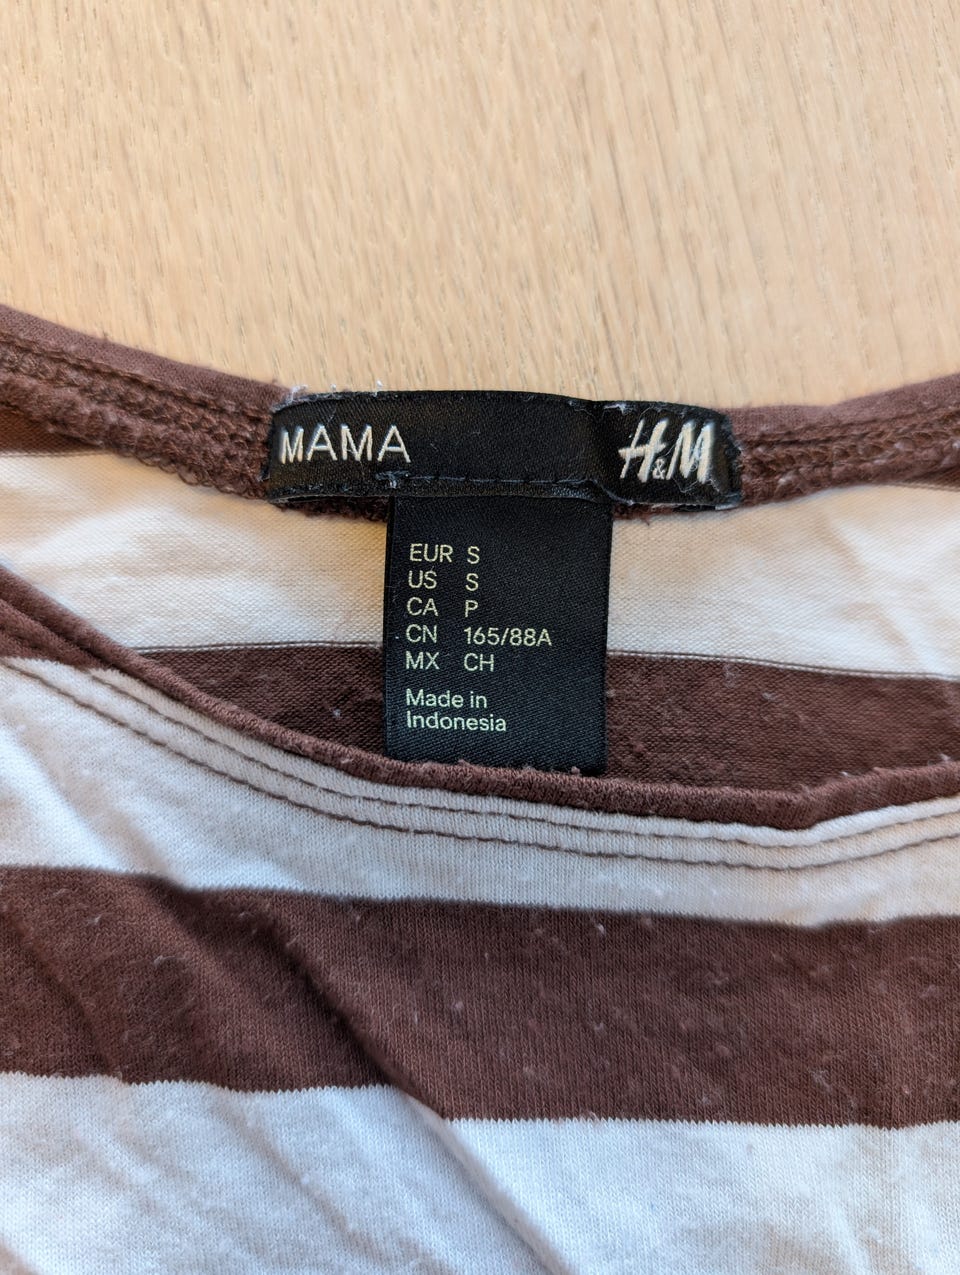 MAMA H&M
EUR S
US S
CA P
CN 165/88A
MX CH
Made in
Indonesia